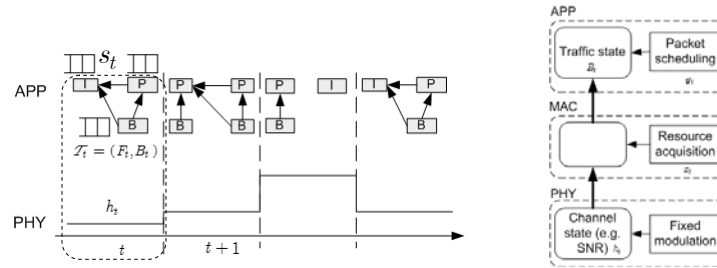 s_t
APP
I P P P P I I P
B B B B B
𝒯_t = (F_t, B_t)
h_t
PHY
t t+1
APP
Traffic state
Packet
scheduling
MAC
Resource
acquisition
PHY
Channel
state (e.g.
SNR) h_t
Fixed
modulation